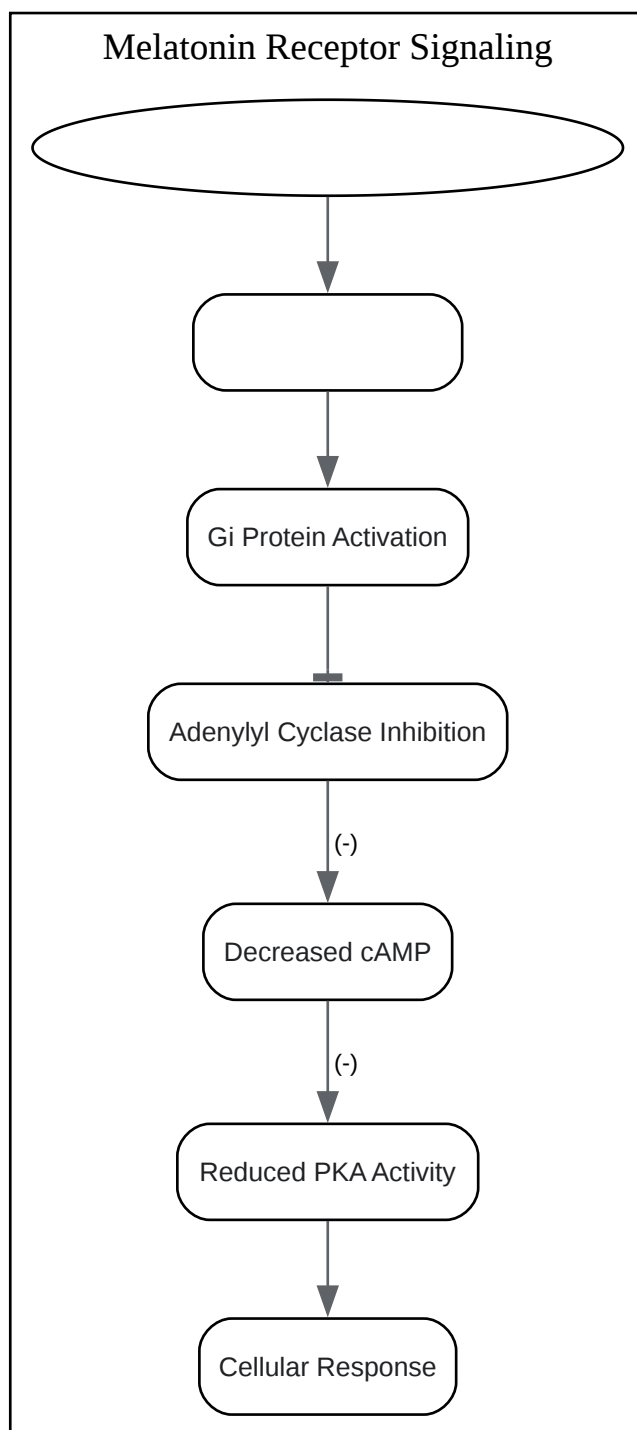 Melatonin Receptor Signaling
Gi Protein Activation
Adenylyl Cyclase Inhibition
(-)
Decreased cAMP
(-)
Reduced PKA Activity
Cellular Response